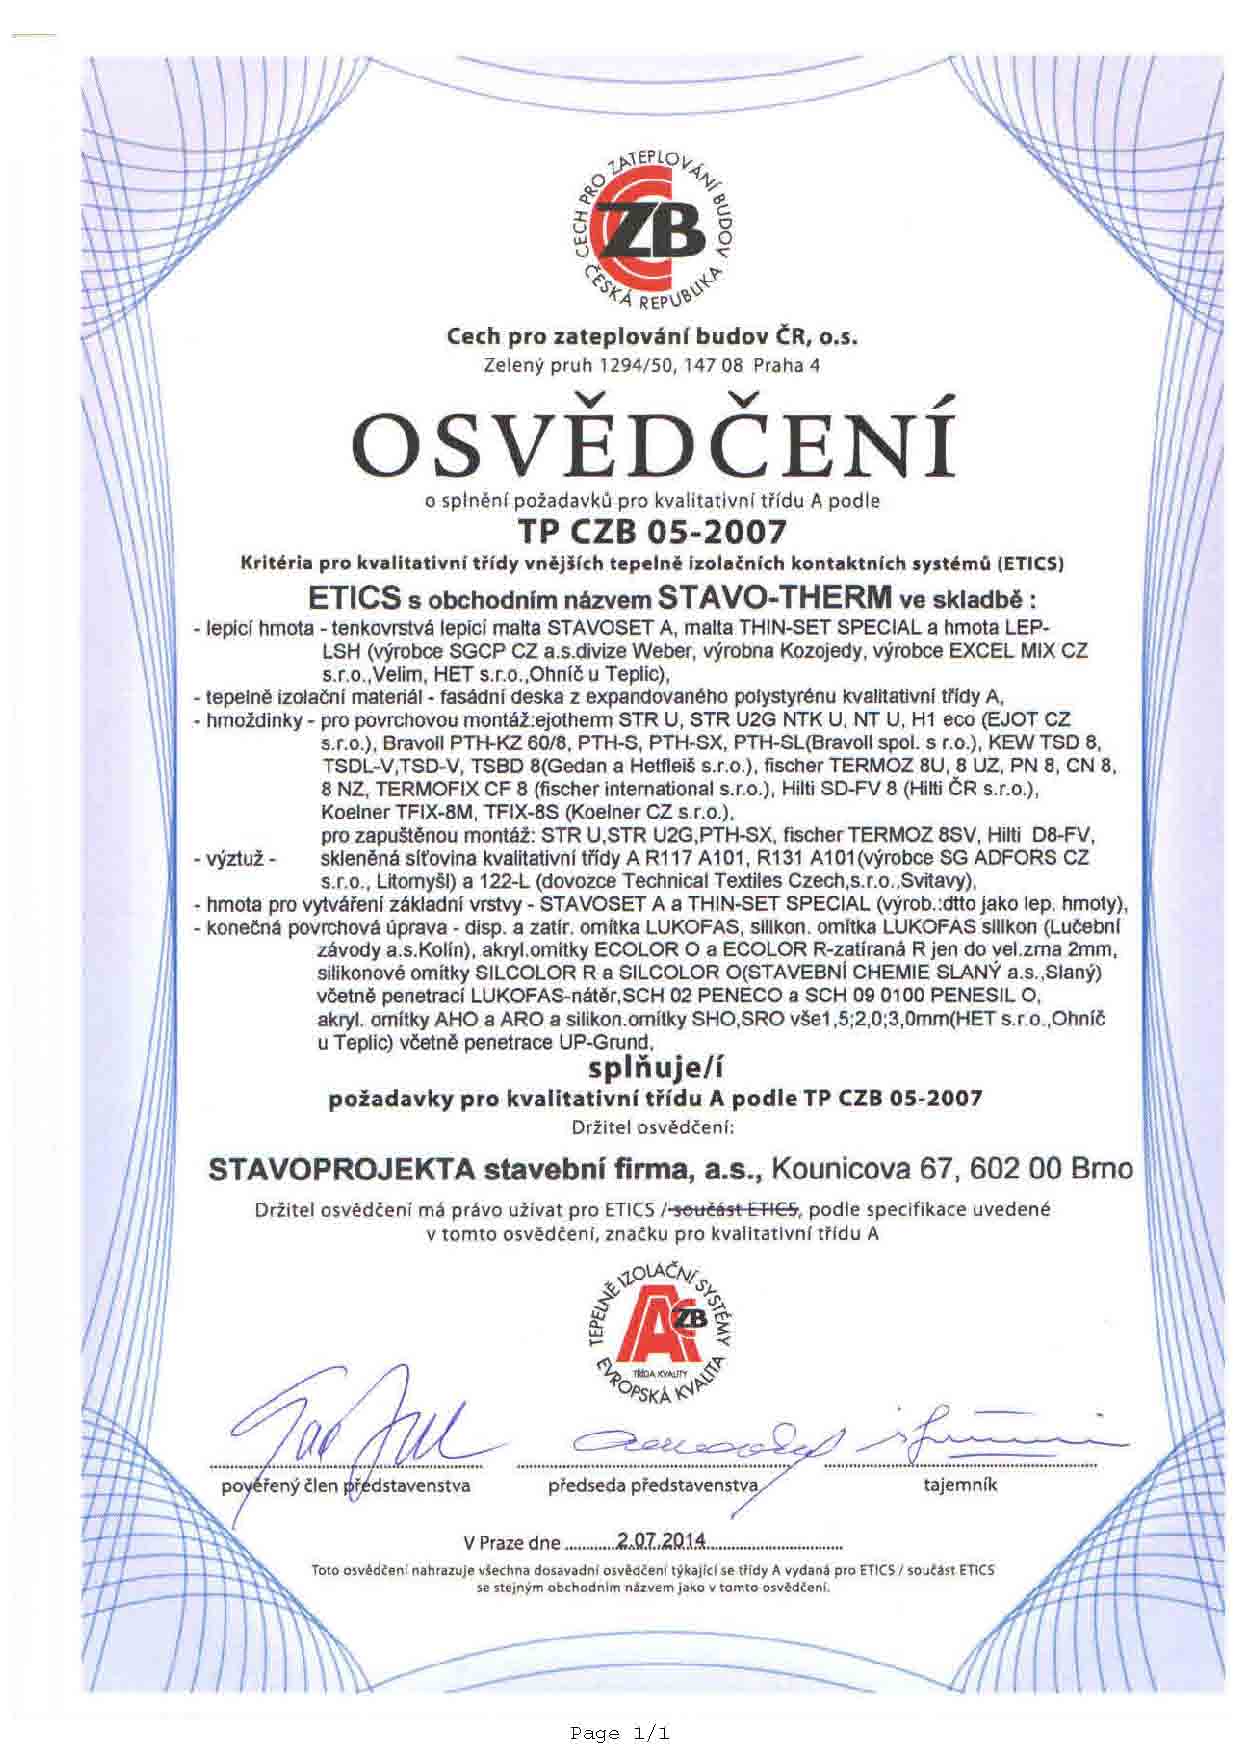 CECH PRO ZATEPLOVÁNÍ BUDOV
ČESKÁ REPUBLIKA
CZB
Cech pro zateplování budov ČR, o.s.
Zelený pruh 1294/50, 147 08 Praha 4
OSVĚDČENÍ
o splnění požadavků pro kvalitativní třídu A podle
TP CZB 05-2007
Kritéria pro kvalitativní třídy vnějších tepelně izolačních kontaktních systémů (ETICS)
ETICS s obchodním názvem STAVO-THERM ve skladbě :
- lepicí hmota - tenkovrstvá lepicí malta STAVOSET A, malta THIN-SET SPECIAL a hmota LEP-
LSH (výrobce SGCP CZ a.s.divize Weber, výrobna Kozojedy, výrobce EXCEL MIX CZ
s.r.o.,Velim, HET s.r.o.,Ohníč u Teplic),
- tepelně izolační materiál - fasádní deska z expandovaného polystyrénu kvalitativní třídy A,
- hmoždinky - pro povrchovou montáž:ejotherm STR U, STR U2G NTK U, NT U, H1 eco (EJOT CZ
s.r.o.), Bravoll PTH-KZ 60/8, PTH-S, PTH-SX, PTH-SL(Bravoll spol. s r.o.), KEW TSD 8,
TSDL-V,TSD-V, TSBD 8(Gedan a Hetfleiš s.r.o.), fischer TERMOZ 8U, 8 UZ, PN 8, CN 8,
8 NZ, TERMOFIX CF 8 (fischer international s.r.o.), Hilti SD-FV 8 (Hilti ČR s.r.o.),
Koelner TFIX-8M, TFIX-8S (Koelner CZ s.r.o.),
pro zapuštěnou montáž: STR U,STR U2G,PTH-SX, fischer TERMOZ 8SV, Hilti D8-FV,
- výztuž - skleněná síťovina kvalitativní třídy A R117 A101, R131 A101(výrobce SG ADFORS CZ
s.r.o., Litomyšl) a 122-L (dovozce Technical Textiles Czech,s.r.o.,Svitavy),
- hmota pro vytváření základní vrstvy - STAVOSET A a THIN-SET SPECIAL (výrob.:dtto jako lep. hmoty),
- konečná povrchová úprava - disp. a zatír. omítka LUKOFAS, silikon. omítka LUKOFAS silikon (Lučební
závody a.s.Kolín), akryl.omítky ECOLOR O a ECOLOR R-zatíraná R jen do vel.zrna 2mm,
silikonové omítky SILCOLOR R a SILCOLOR O(STAVEBNÍ CHEMIE SLANÝ a.s.,Slaný)
včetně penetrací LUKOFAS-nátěr,SCH 02 PENECO a SCH 09 0100 PENESIL O,
akryl. omítky AHO a ARO a silikon.omítky SHO,SRO vše1,5;2,0;3,0mm(HET s.r.o.,Ohníč
u Teplic) včetně penetrace UP-Grund,
splňuje/í
požadavky pro kvalitativní třídu A podle TP CZB 05-2007
Držitel osvědčení:
STAVOPROJEKTA stavební firma, a.s., Kounicova 67, 602 00 Brno
Držitel osvědčení má právo užívat pro ETICS / součást ETICS, podle specifikace uvedené
v tomto osvědčení, značku pro kvalitativní třídu A
TEPELNĚ IZOLAČNÍ SYSTÉMY
A CZB
TŘÍDA KVALITY
EVROPSKÁ KVALITA
pověřený člen představenstva předseda představenstva tajemník
V Praze dne 2.07.2014
Toto osvědčení nahrazuje všechna dosavadní osvědčení týkající se třídy A vydaná pro ETICS / součást ETICS
se stejným obchodním názvem jako v tomto osvědčení.
Page 1/1